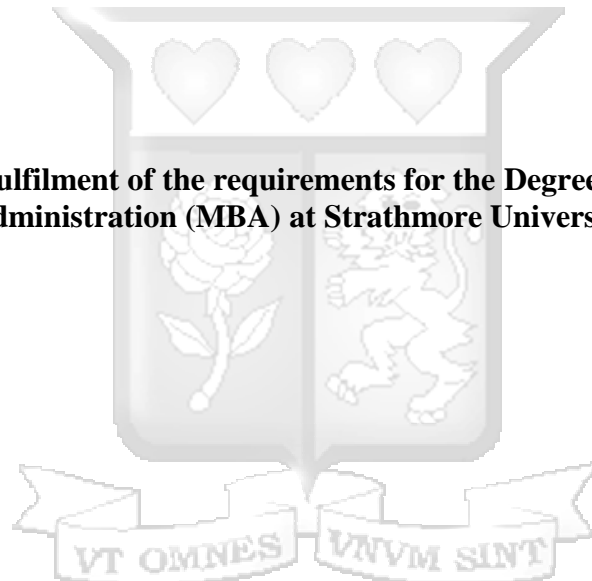 ulfilment of the requirements for the Degree
dministration (MBA) at Strathmore Univers
VT OMNES VNVM SINT